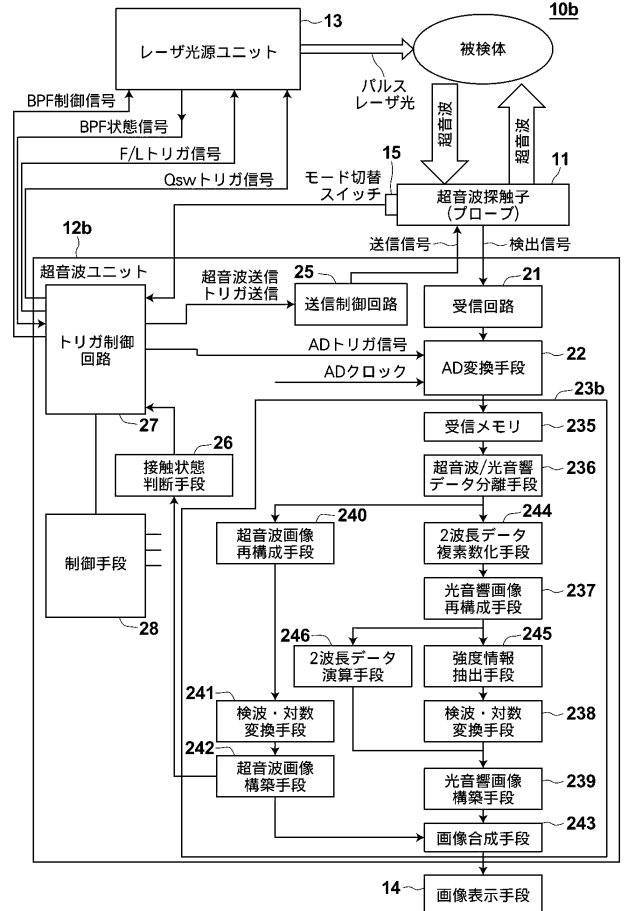 10b
13
レーザ光源ユニット
被検体
パルス
レーザ光
BPF制御信号
BPF状態信号
F/Lトリガ信号
Qswトリガ信号
超音波
超音波
モード切替
スイッチ
15
11
超音波探触子
(プローブ)
12b
送信信号
検出信号
超音波ユニット
超音波送信
トリガ送信
25
送信制御回路
21
受信回路
トリガ制御
回路
27
ADトリガ信号
ADクロック
22
AD変換手段
23b
受信メモリ
235
26
接触状態
判断手段
超音波/光音響
データ分離手段
236
240
超音波画像
再構成手段
244
2波長データ
複素数化手段
制御手段
28
光音響画像
再構成手段
237
246
2波長データ
演算手段
245
強度情報
抽出手段
241
検波・対数
変換手段
検波・対数
変換手段
238
242
超音波画像
構築手段
光音響画像
構築手段
239
243
画像合成手段
14
画像表示手段